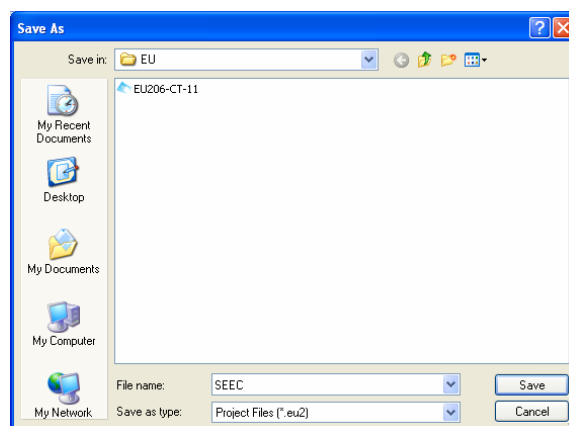 Save As
Save in:
EU
EU206-CT-11
My Recent
Documents
Desktop
My Documents
My Computer
My Network
File name:
SEEC
Save
Save as type:
Project Files (*.eu2)
Cancel